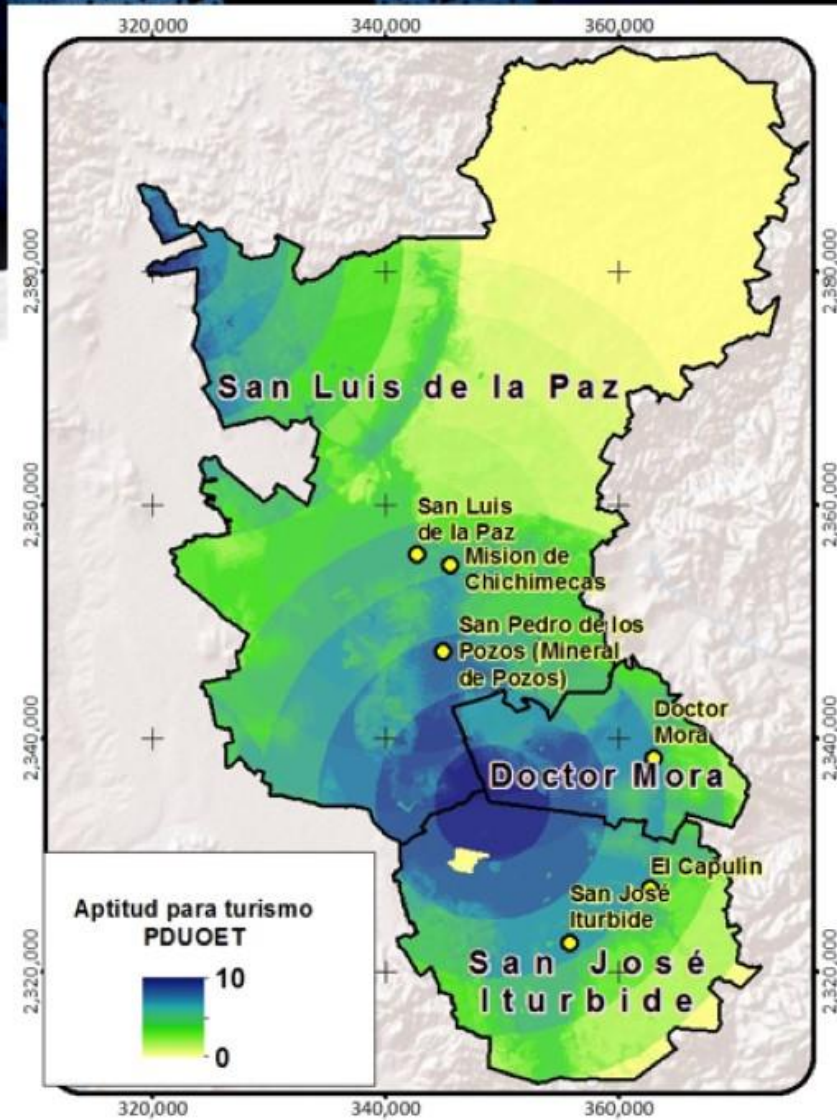 320,000 340,000 360,000
2,380,000 2,380,000
San Luis de la Paz
2,360,000 2,360,000
San Luis
de la Paz
Mision de
Chichimecas
San Pedro de los
Pozos (Mineral
de Pozos)
2,340,000 2,340,000
Doctor
Mora
Doctor Mora
El Capulin
San José
Iturbide
San José
Iturbide
2,320,000 2,320,000
Aptitud para turismo
PDUOET
10
0
320,000 340,000 360,000